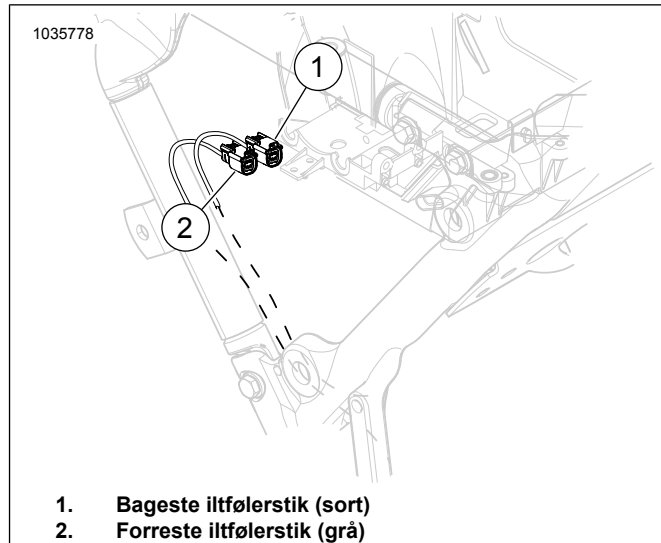 1035778
1
2
1. Bageste iltfølerstik (sort)
2. Forreste iltfølerstik (grå)